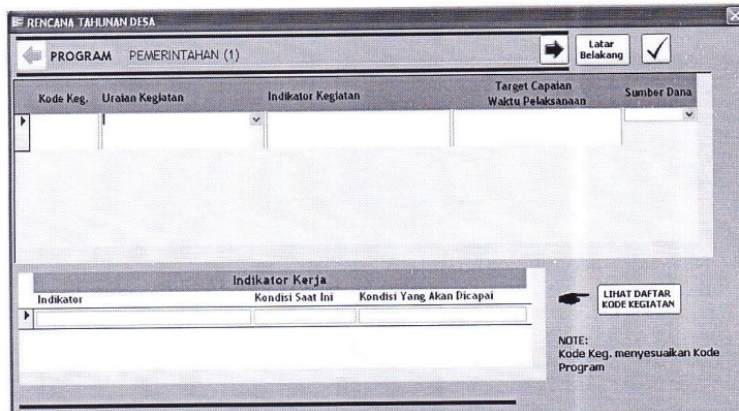 RENCANA TAHUNAN DESA
PROGRAM PEMERINTAHAN (1)
Latar
Belakang
Kode Keg. Uraian Kegiatan Indikator Kegiatan Target Capaian
Waktu Pelaksanaan Sumber Dana
Indikator Kerja
Indikator Kondisi Saat Ini Kondisi Yang Akan Dicapai
LIHAT DAFTAR
KODE KEGIATAN
NOTE:
Kode Keg. menyesuaikan Kode
Program